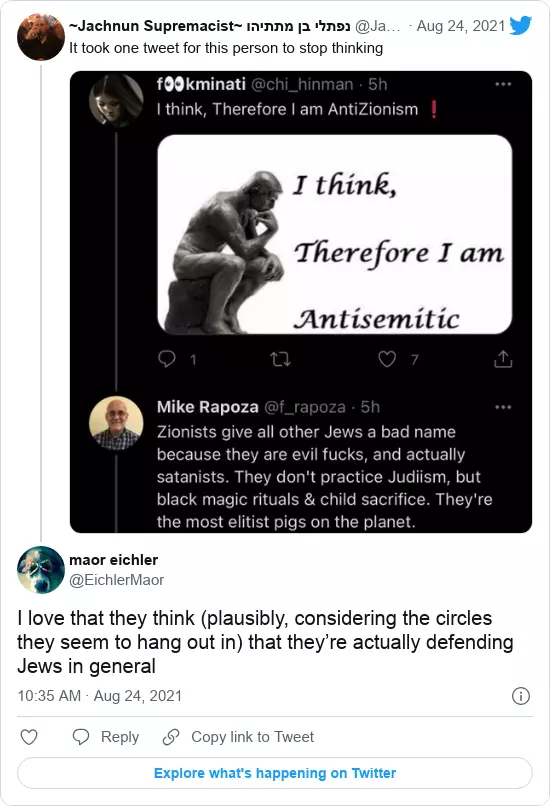 ~Jachnun Supremacist~ נפתלי בן מתתיהו @Ja… · Aug 24, 2021
It took one tweet for this person to stop thinking
f👀kminati @chi_hinman · 5h
I think, Therefore I am AntiZionism ❗
I think,
Therefore I am
Antisemitic
1 7
Mike Rapoza @f_rapoza · 5h
Zionists give all other Jews a bad name
because they are evil fucks, and actually
satanists. They don't practice Judiism, but
black magic rituals & child sacrifice. They're
the most elitist pigs on the planet.
maor eichler
@EichlerMaor
I love that they think (plausibly, considering the circles
they seem to hang out in) that they’re actually defending
Jews in general
10:35 AM · Aug 24, 2021
Reply Copy link to Tweet
Explore what's happening on Twitter